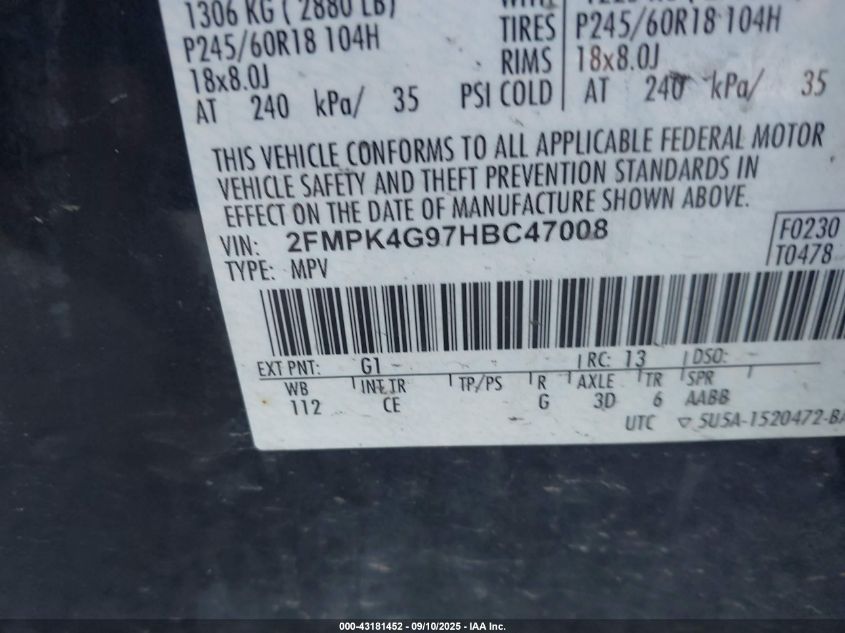 1306 KG ( 2880 LB)
P245/60R18 104H
18x8.0J
AT 240 kPa/ 35
TIRES P245/60R18 104H
RIMS 18x8.0J
PSI COLD AT 240 kPa/ 35
THIS VEHICLE CONFORMS TO ALL APPLICABLE FEDERAL MOTOR
VEHICLE SAFETY AND THEFT PREVENTION STANDARDS IN
EFFECT ON THE DATE OF MANUFACTURE SHOWN ABOVE.
VIN: 2FMPK4G97HBC47008
TYPE: MPV
F0230
T0478
EXT PNT: G1 RC: 13 DSO:
WB INT TR TP/PS R AXLE TR SPR
112 CE G 3D 6 AABB
UTC ▽ 5U5A-1520472-BA
000-43181452 - 09/10/2025 - IAA Inc.